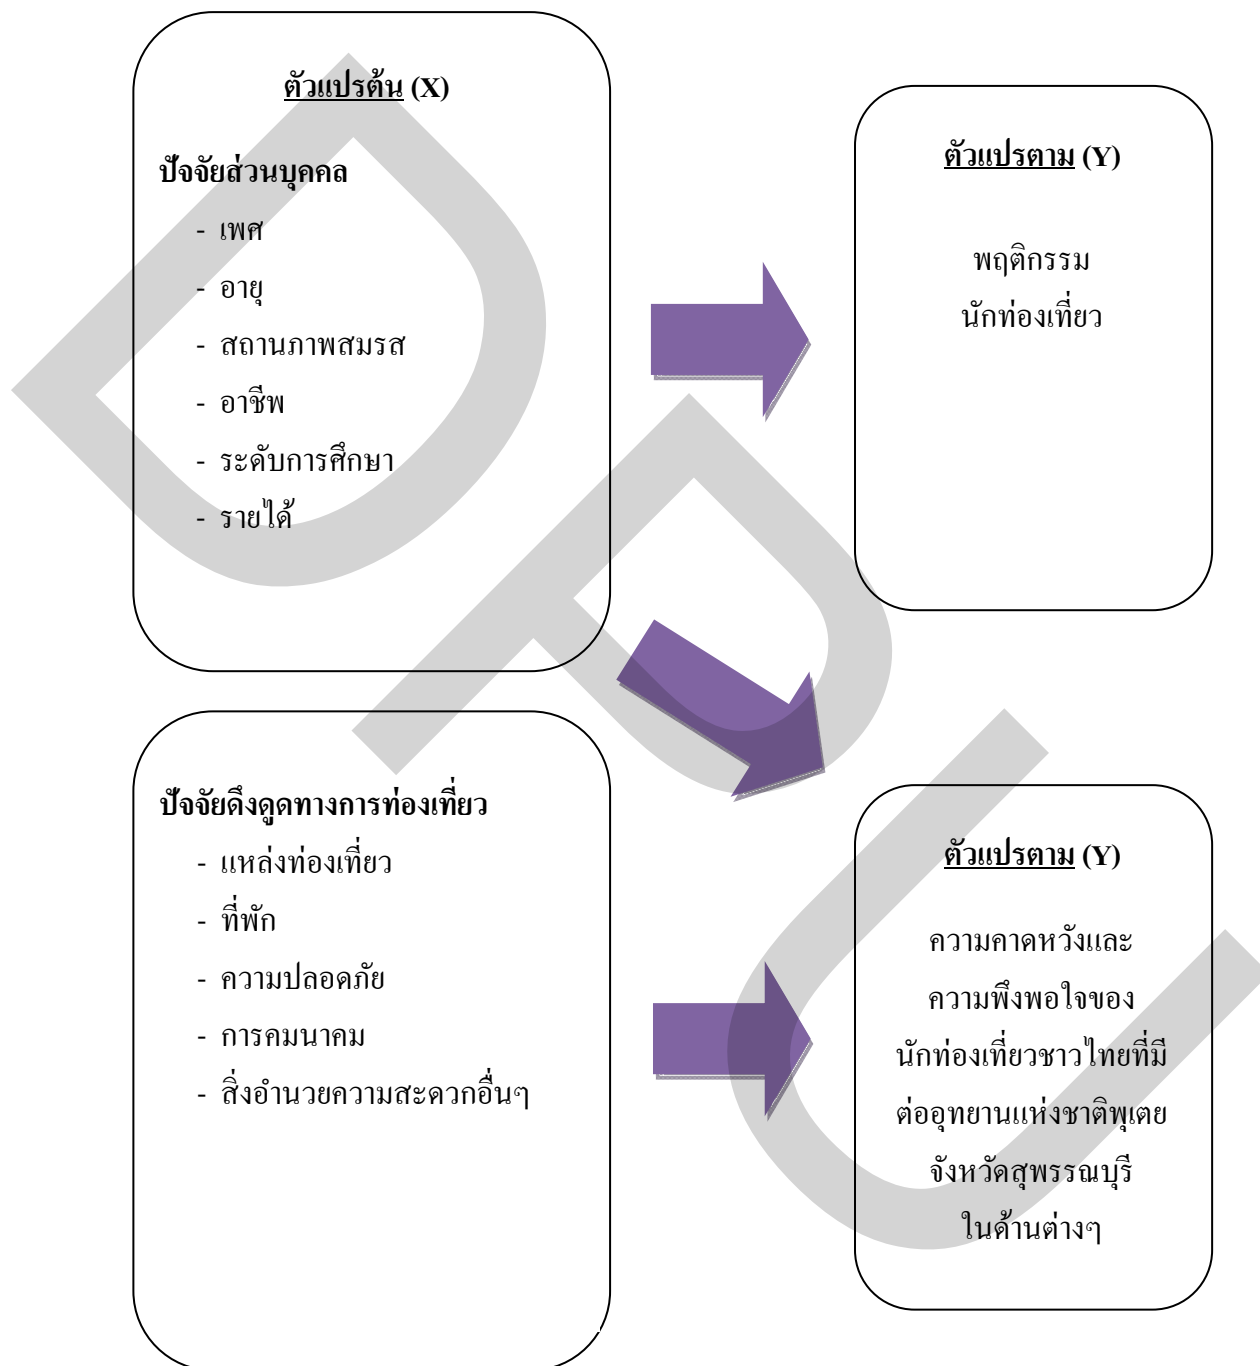 ตัวแปรต้น (X)
ปัจจัยส่วนบุคคล
- เพศ
- อายุ
- สถานภาพสมรส
- อาชีพ
- ระดับการศึกษา
- รายได้
ตัวแปรตาม (Y)
พฤติกรรม
นักท่องเที่ยว
ปัจจัยดึงดูดทางการท่องเที่ยว
- แหล่งท่องเที่ยว
- ที่พัก
- ความปลอดภัย
- การคมนาคม
- สิ่งอำนวยความสะดวกอื่นๆ
ตัวแปรตาม (Y)
ความคาดหวังและ
ความพึงพอใจของ
นักท่องเที่ยวชาวไทยที่มี
ต่ออุทยานแห่งชาติพุเตย
จังหวัดสุพรรณบุรี
ในด้านต่างๆ
DPU